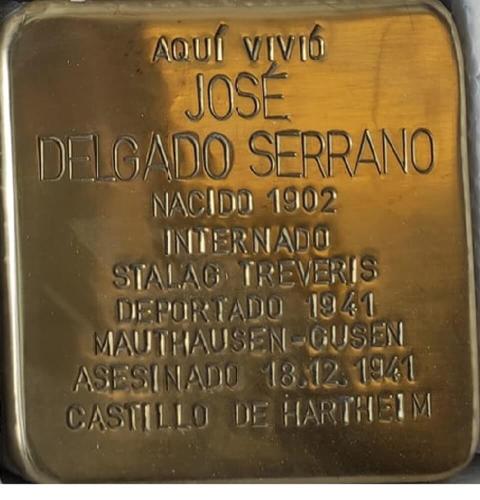 AQUÍ VIVIÓ
JOSÉ
DELGADO SERRANO
NACIDO 1902
INTERNADO
STALAG TREVERIS
DEPORTADO 1941
MAUTHAUSEN-GUSEN
ASESINADO 18.12.1941
CASTILLO DE HARTHEIM